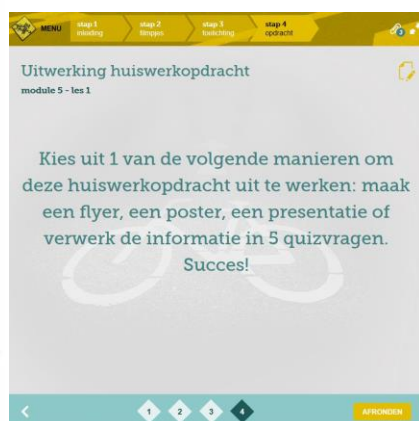 MENU
stap 1
inleiding
stap 2
filmpjes
stap 3
toelichting
stap 4
opdracht
3
Uitwerking huiswerkopdracht
module 5 - les 1
Kies uit 1 van de volgende manieren om
deze huiswerkopdracht uit te werken: maak
een flyer, een poster, een presentatie of
verwerk de informatie in 5 quizvragen.
Succes!
1 2 3 4
AFRONDEN